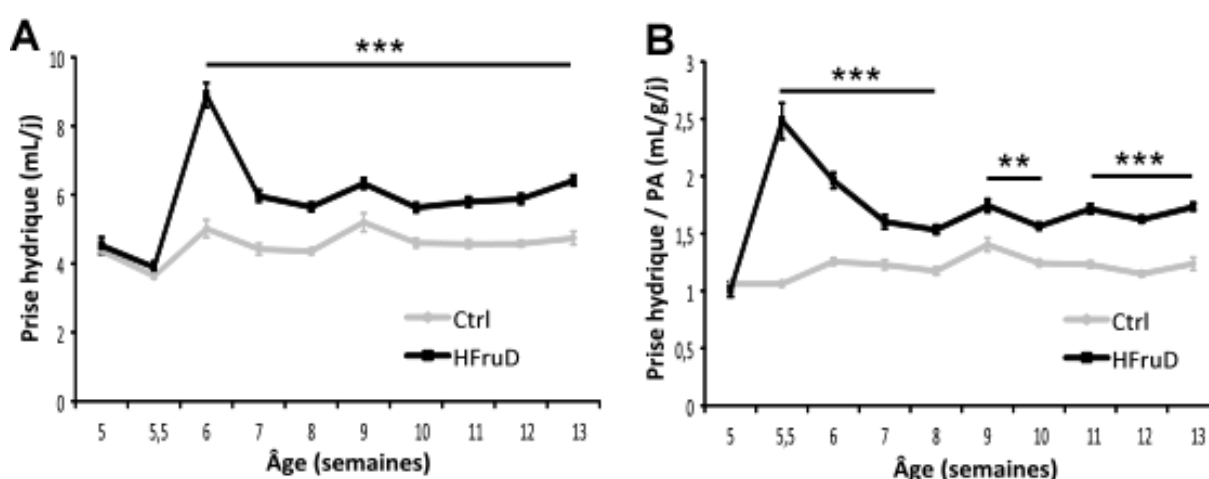 A
Prise hydrique (mL/j)
10
8
6
4
2
0
***
Ctrl
HFruD
5 5,5 6 7 8 9 10 11 12 13
Âge (semaines)
B
Prise hydrique / PA (mL/g/j)
3
2,5
2
1,5
1
0,5
0
***
**
***
Ctrl
HFruD
5 5,5 6 7 8 9 10 11 12 13
Âge (semaines)